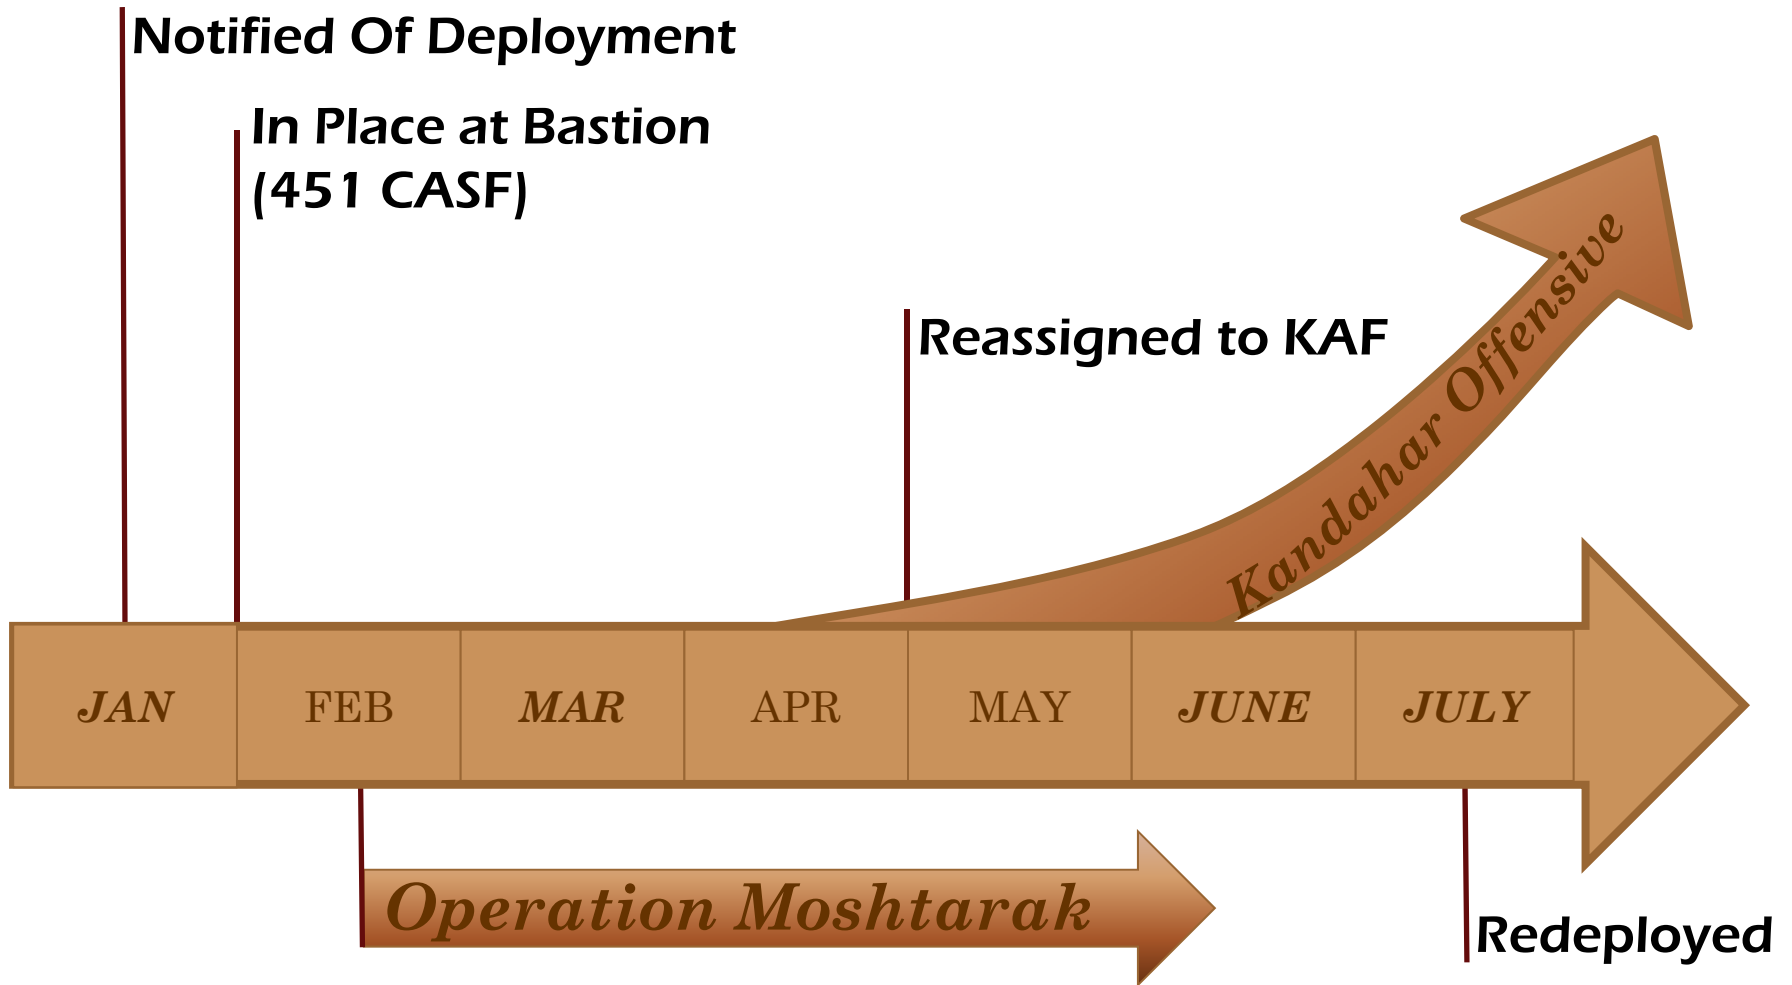 Notified Of Deployment
In Place at Bastion
(451 CASF)
Reassigned to KAF
Kandahar Offensive
JAN FEB MAR APR MAY JUNE JULY
Operation Moshtarak
Redeployed